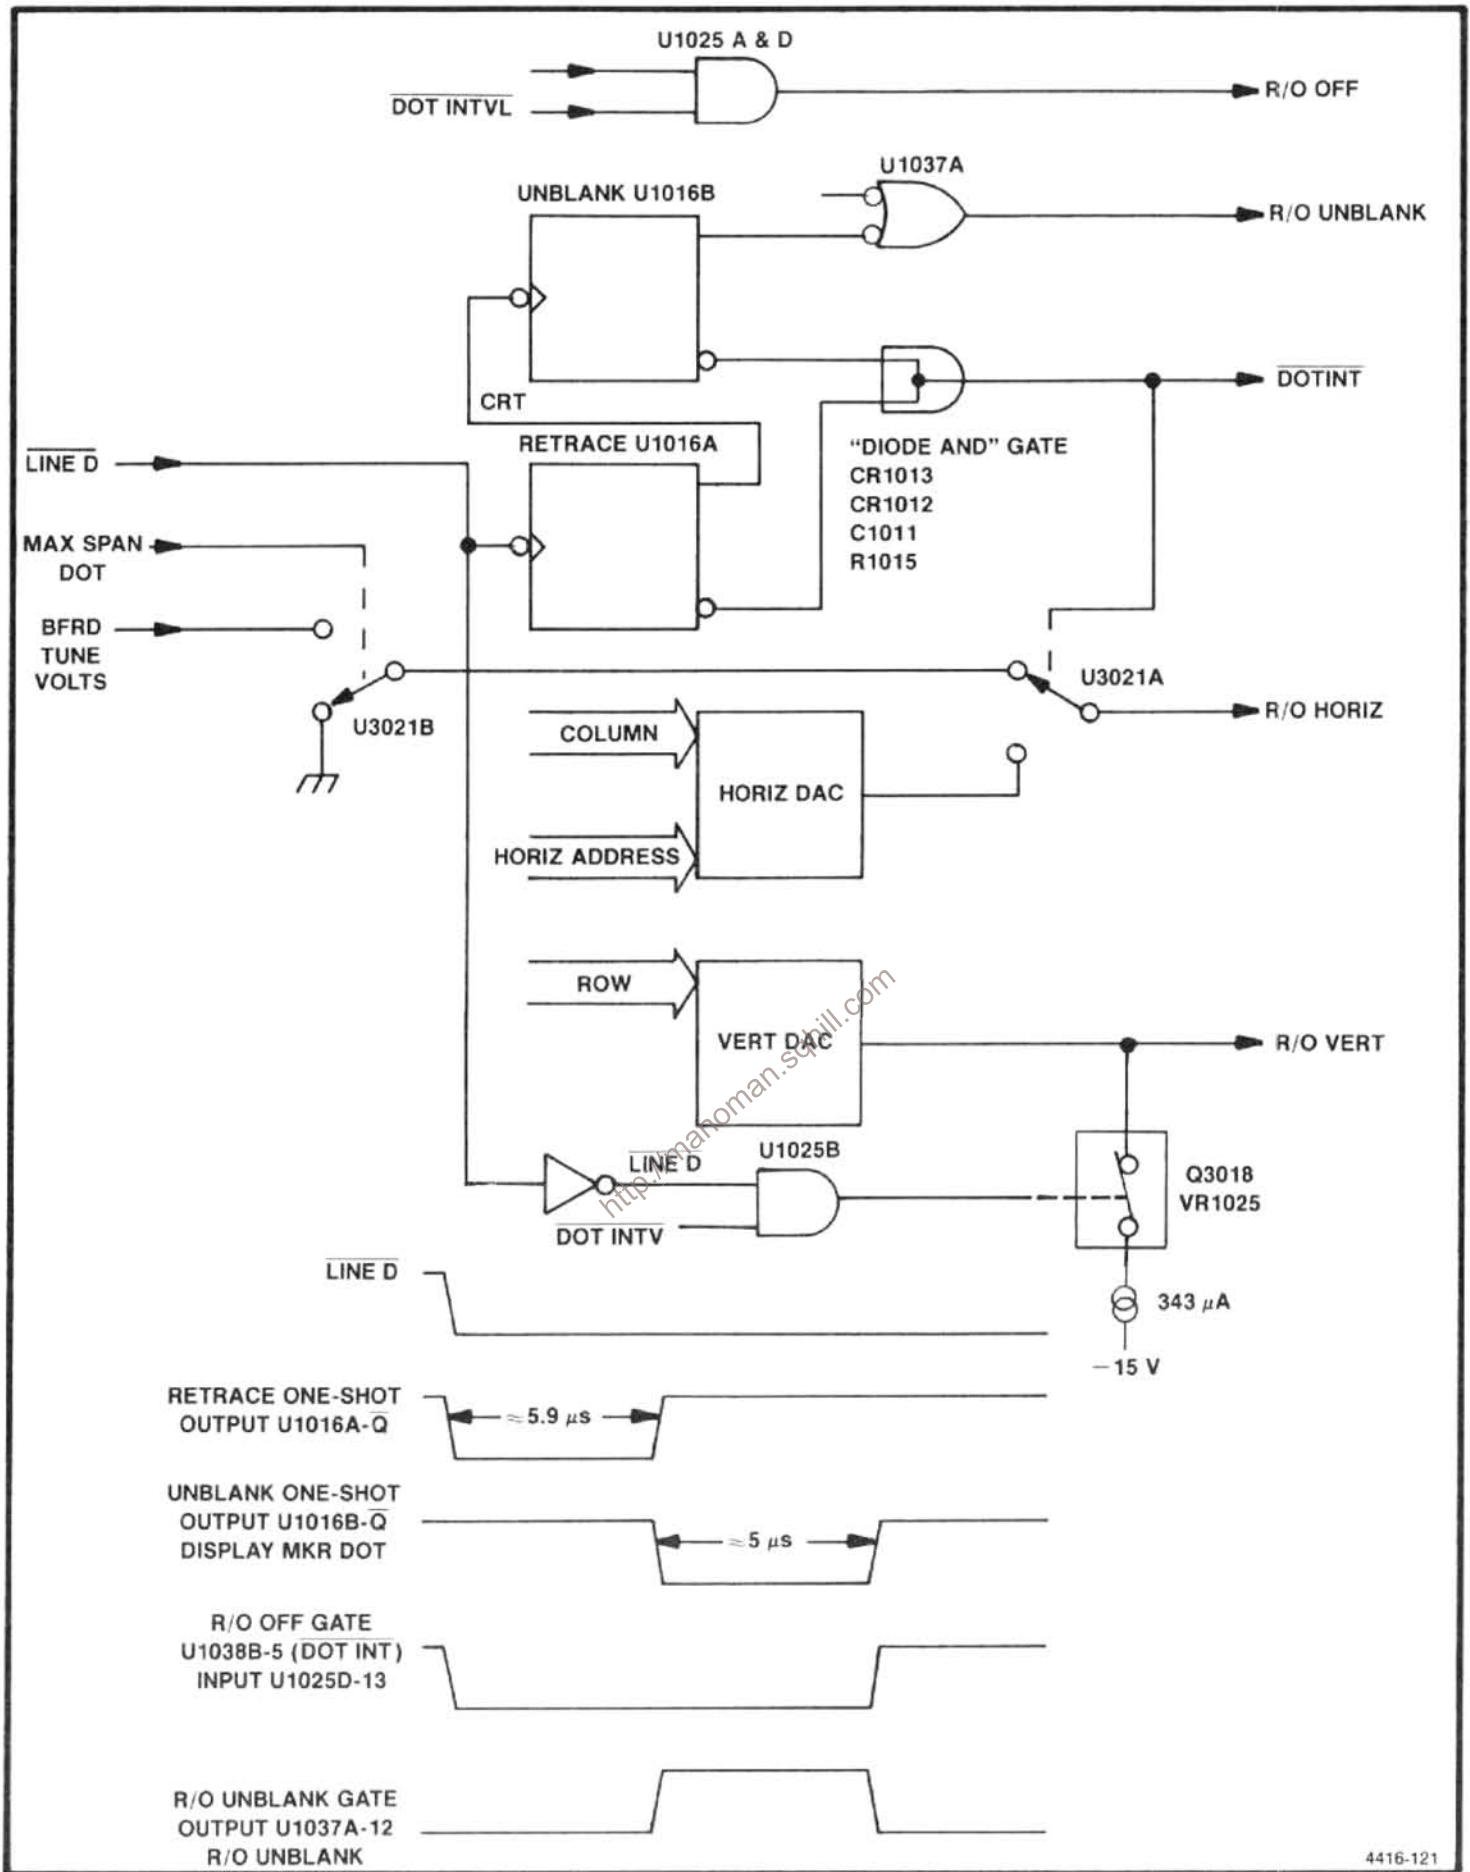 U1025 A & D
DOT INTVL
R/O OFF
U1037A
UNBLANK U1016B
R/O UNBLANK
DOTINT
CRT
RETRACE U1016A
"DIODE AND" GATE
CR1013
CR1012
C1011
R1015
LINE D
MAX SPAN
DOT
BFRD
TUNE
VOLTS
U3021B
U3021A
R/O HORIZ
COLUMN
HORIZ DAC
HORIZ ADDRESS
ROW
VERT DAC
R/O VERT
http://manoman.sqhill.com
LINE D
U1025B
DOT INTV
Q3018
VR1025
343 μA
−15 V
LINE D
RETRACE ONE-SHOT
OUTPUT U1016A-Q̅
≈5.9 μs
UNBLANK ONE-SHOT
OUTPUT U1016B-Q̅
DISPLAY MKR DOT
≈5 μs
R/O OFF GATE
U1038B-5 (DOT INT)
INPUT U1025D-13
R/O UNBLANK GATE
OUTPUT U1037A-12
R/O UNBLANK
4416-121